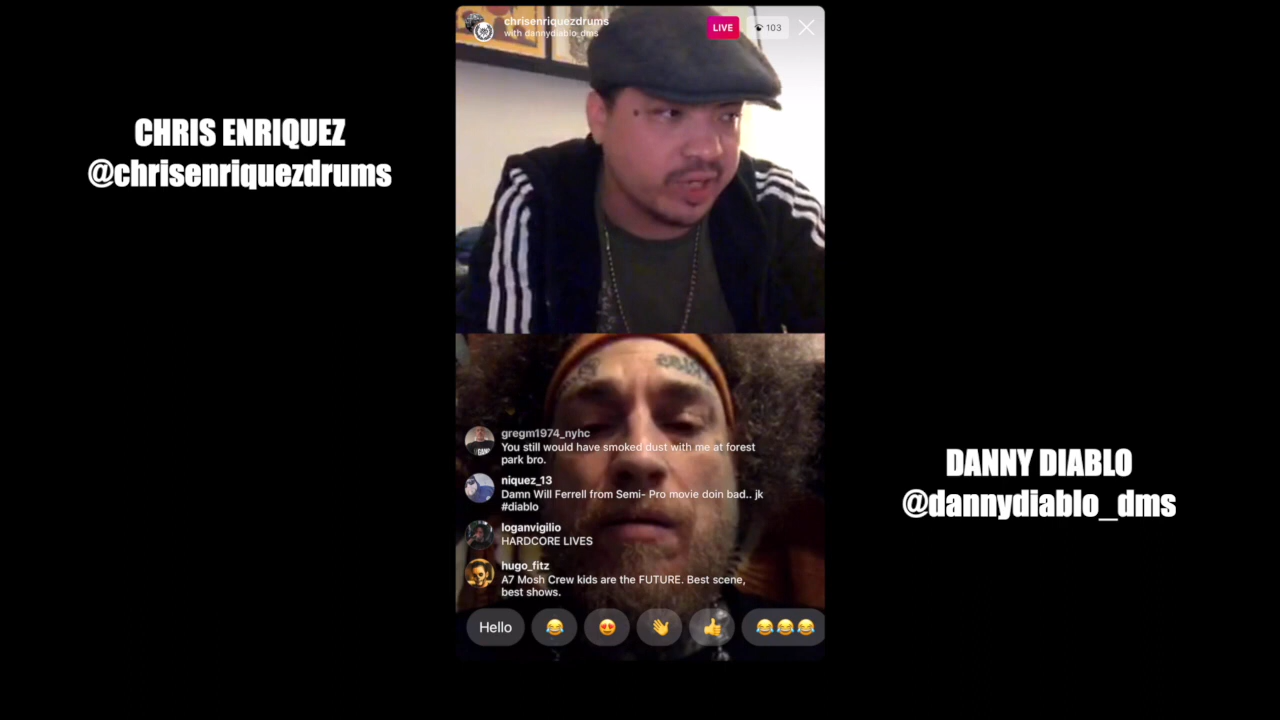 chrisenriquezdrums
with dannydiablo_dms
LIVE
103
CHRIS ENRIQUEZ
@chrisenriquezdrums
gregm1974_nyhc
You still would have smoked dust with me at forest
park bro.
niquez_13
Damn Will Ferrell from Semi- Pro movie doin bad.. jk
#diablo
loganvigilio
HARDCORE LIVES
hugo_fitz
A7 Mosh Crew kids are the FUTURE. Best scene,
best shows.
Hello
DANNY DIABLO
@dannydiablo_dms